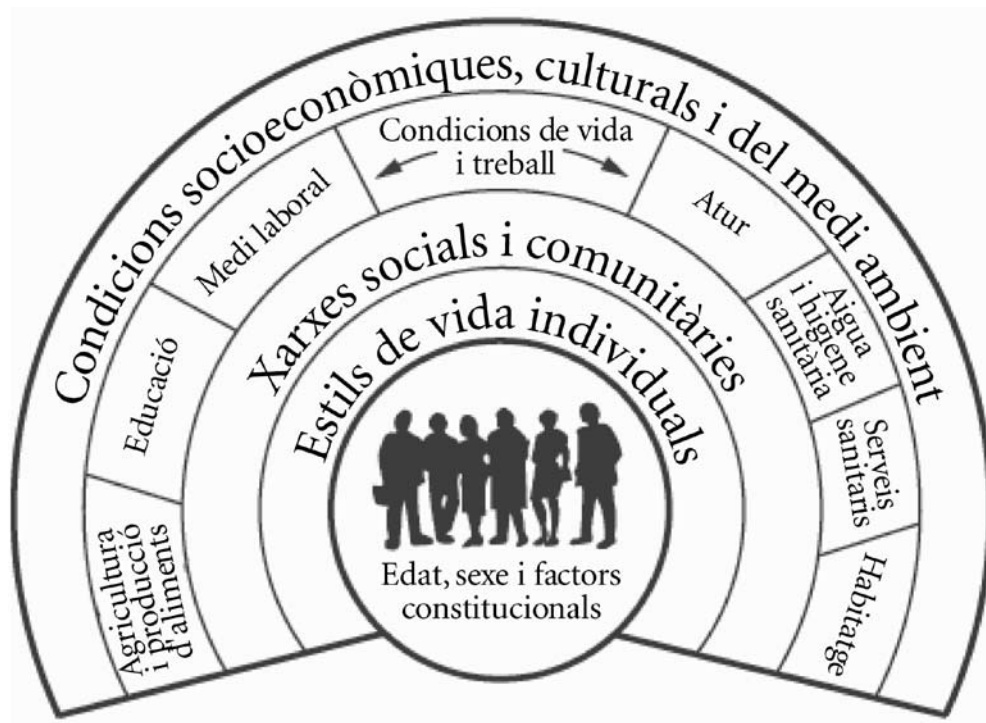 Condicions socioeconòmiques, culturals i del medi ambient
Condicions de vida
i treball
Agricultura
i producció
d'aliments
Educació
Medi laboral
Atur
Aigua
i higiene
sanitària
Serveis
sanitaris
Habitatge
Xarxes socials i comunitàries
Estils de vida individuals
Edat, sexe i factors
constitucionals